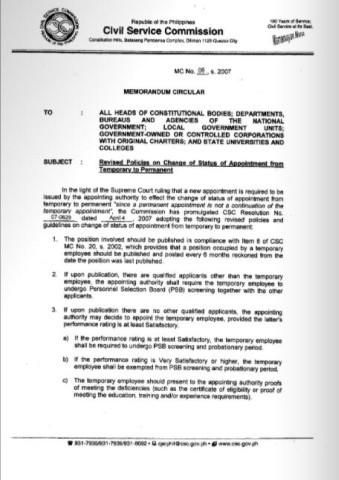 Republic of the Philippines
Civil Service Commission
Constitution Hills, Batasang Pambansa Complex, Diliman 1126 Quezon City
100 Years of Service;
Civil Service at its Best.
MC No. 08, s. 2007
MEMORANDUM CIRCULAR
TO : ALL HEADS OF CONSTITUTIONAL BODIES; DEPARTMENTS,
BUREAUS AND AGENCIES OF THE NATIONAL
GOVERNMENT; LOCAL GOVERNMENT UNITS;
GOVERNMENT-OWNED OR CONTROLLED CORPORATIONS
WITH ORIGINAL CHARTERS; AND STATE UNIVERSITIES AND
COLLEGES
SUBJECT : Revised Policies on Change of Status of Appointment from
Temporary to Permanent
In the light of the Supreme Court ruling that a new appointment is required to be
issued by the appointing authority to effect the change of status of appointment from
temporary to permanent "since a permanent appointment is not a continuation of the
temporary appointment", the Commission has promulgated CSC Resolution No.
dated April 4, 2007 adopting the following revised policies and
guidelines on change of status of appointment from temporary to permanent:
1. The position involved should be published in compliance with Item 8 of CSC
MC No. 20, s. 2002, which provides that a position occupied by a temporary
employee should be published and posted every 6 months reckoned from the
date the position was last published.
2. If upon publication, there are qualified applicants other than the temporary
employee, the appointing authority shall require the temporary employee to
undergo Personnel Selection Board (PSB) screening together with the other
applicants.
3. If upon publication there are no other qualified applicants, the appointing
authority may decide to appoint the temporary employee, provided the latter's
performance rating is at least Satisfactory.
a) If the performance rating is at least Satisfactory, the temporary employee
shall be required to undergo PSB screening and probationary period.
b) If the performance rating is Very Satisfactory or higher, the temporary
employee shall be exempted from PSB screening and probationary period.
c) The temporary employee should present to the appointing authority proofs
of meeting the deficiencies (such as the certificate of eligibility or proof of
meeting the education, training and/or experience requirements).
www.csc.gov.ph